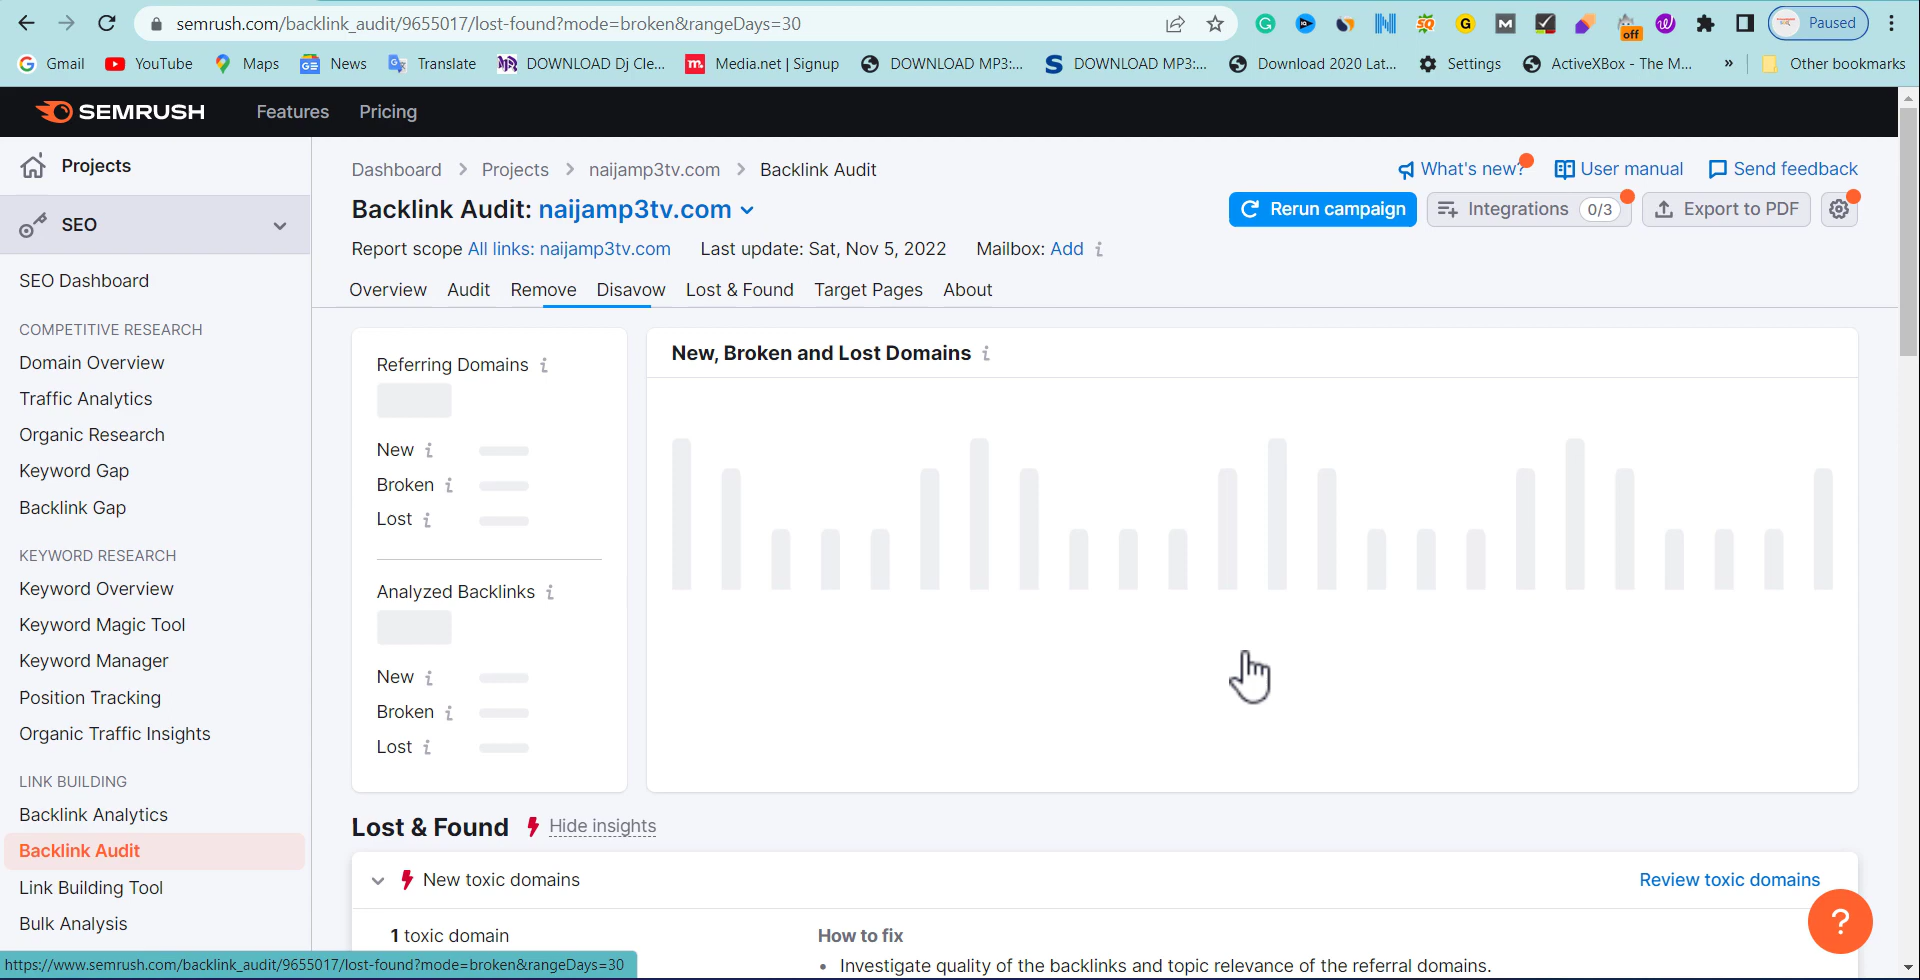 semrush.com/backlink_audit/9655017/lost-found?mode=broken&rangeDays=30
Paused
off
Gmail YouTube Maps News Translate DOWNLOAD Dj Cle... Media.net | Signup DOWNLOAD MP3:... DOWNLOAD MP3:... Download 2020 Lat... Settings ActiveXBox - The M... » Other bookmarks
SEMRUSH Features Pricing
Projects
SEO
SEO Dashboard
COMPETITIVE RESEARCH
Domain Overview
Traffic Analytics
Organic Research
Keyword Gap
Backlink Gap
KEYWORD RESEARCH
Keyword Overview
Keyword Magic Tool
Keyword Manager
Position Tracking
Organic Traffic Insights
LINK BUILDING
Backlink Analytics
Backlink Audit
Link Building Tool
Bulk Analysis
Dashboard > Projects > naijamp3tv.com > Backlink Audit
What's new? User manual Send feedback
Backlink Audit: naijamp3tv.com
Rerun campaign Integrations 0/3 Export to PDF
Report scope All links: naijamp3tv.com Last update: Sat, Nov 5, 2022 Mailbox: Add i
Overview Audit Remove Disavow Lost & Found Target Pages About
Referring Domains i
New i
Broken i
Lost i
Analyzed Backlinks i
New i
Broken i
Lost i
New, Broken and Lost Domains i
Lost & Found Hide insights
New toxic domains Review toxic domains
1 toxic domain
How to fix
• Investigate quality of the backlinks and topic relevance of the referral domains.
?
https://www.semrush.com/backlink_audit/9655017/lost-found?mode=broken&rangeDays=30